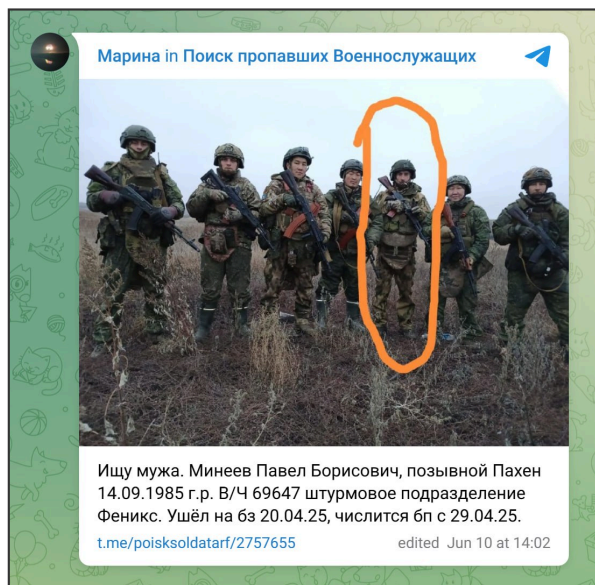 Марина in Поиск пропавших Военнослужащих
Ищу мужа. Минеев Павел Борисович, позывной Пахен
14.09.1985 г.р. В/Ч 69647 штурмовое подразделение
Феникс. Ушёл на бз 20.04.25, числится бп с 29.04.25.
t.me/poisksoldatarf/2757655 edited Jun 10 at 14:02